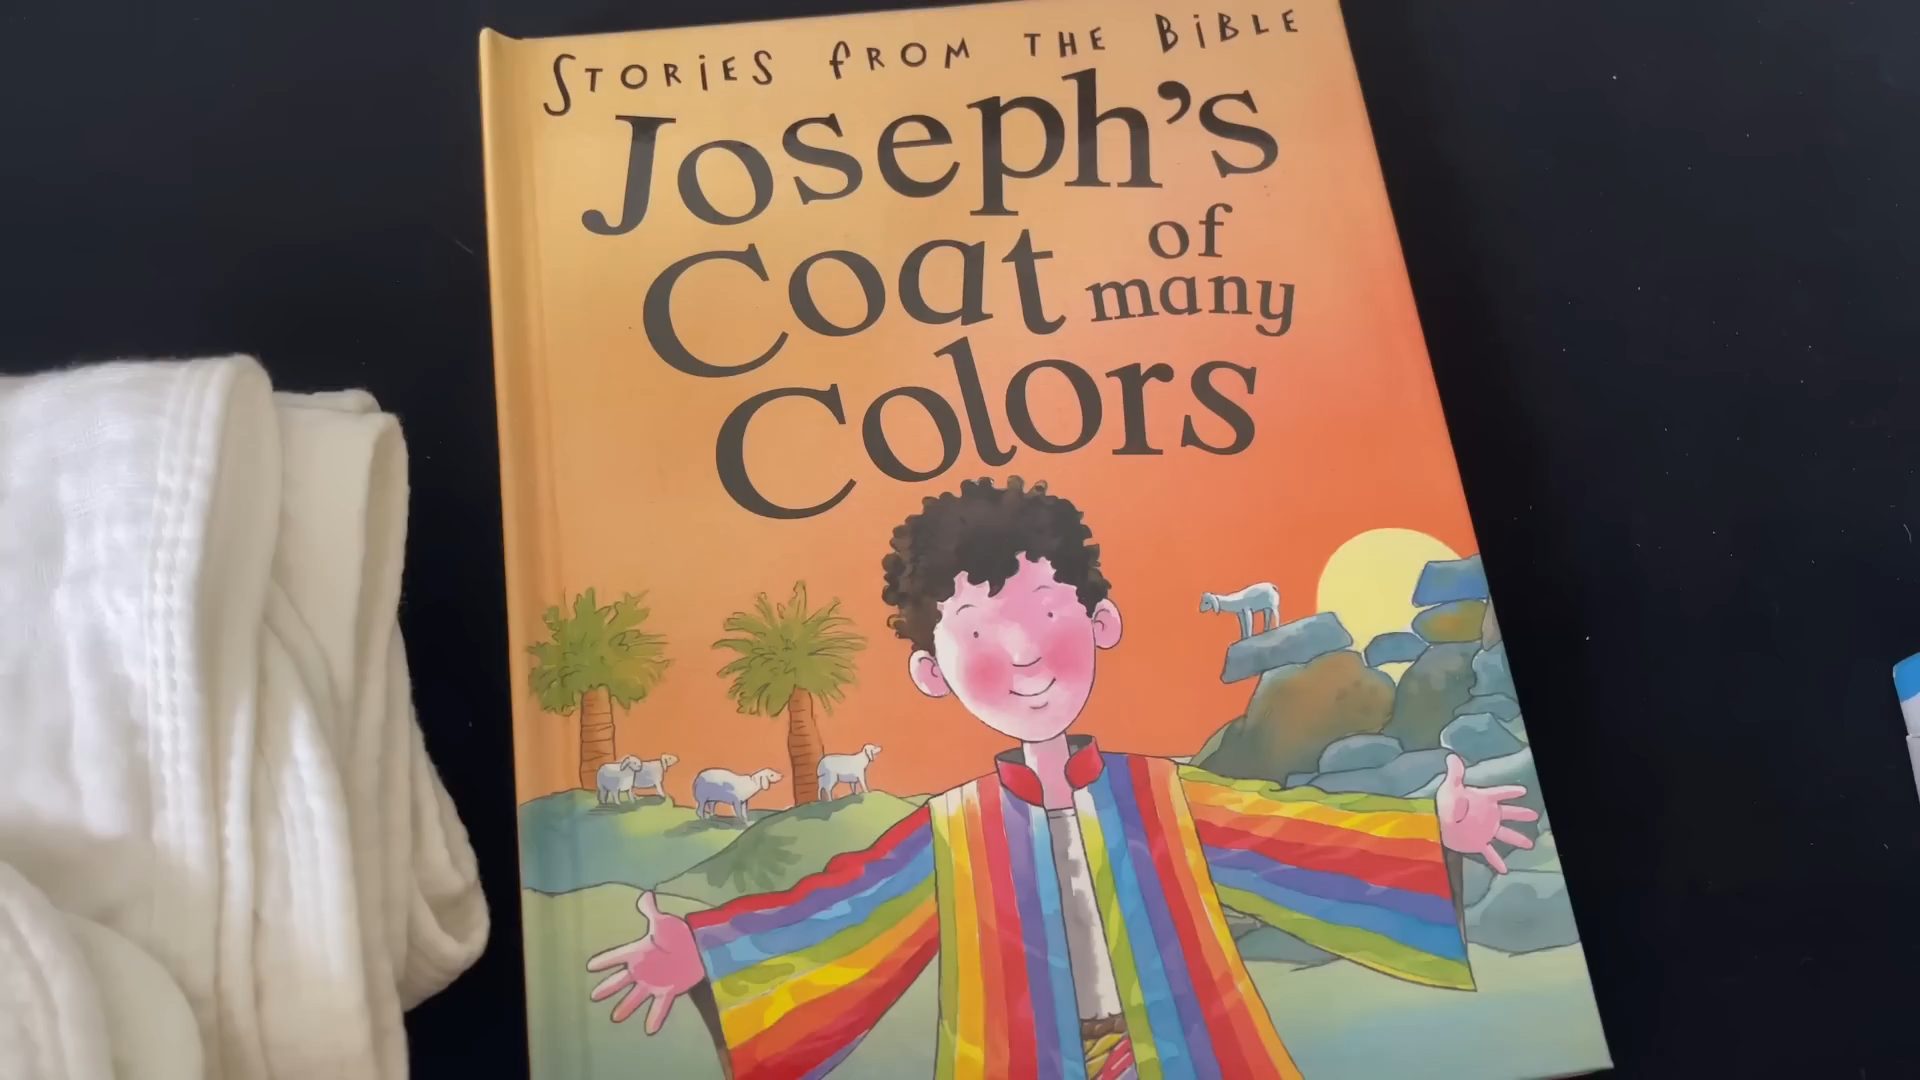 STORIES FROM THE BIBLE
Joseph's
Coat of
many
Colors